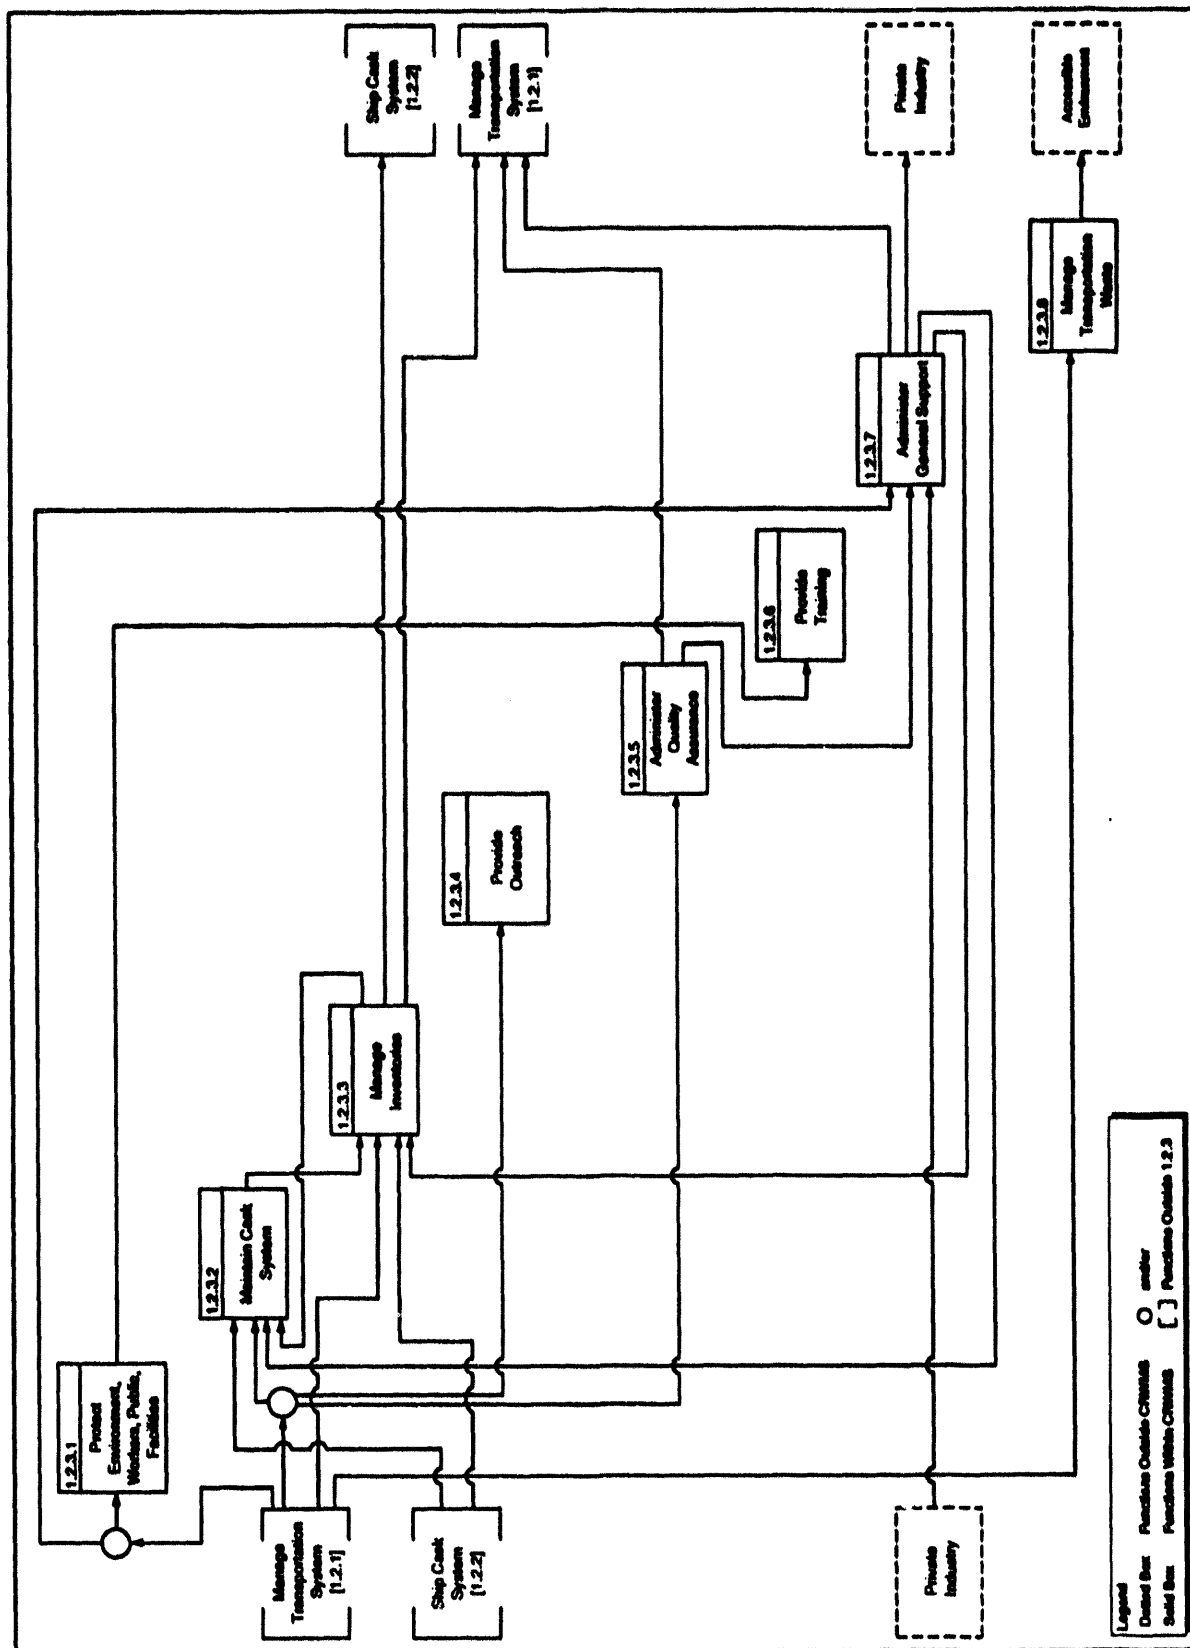 Ship Cask
System
[1.2.2]
Manage
Transportation
System
[1.2.1]
Private
Industry
Accessible
Environment
1.2.3.1
Protect
Environment,
Workers, Public,
Facilities
1.2.3.2
Maintain Cask
System
1.2.3.3
Manage
Inventories
1.2.3.4
Provide
Outreach
1.2.3.5
Administer
Quality
Assurance
1.2.3.6
Provide
Training
1.2.3.7
Administer
General Support
1.2.3.8
Manage
Transportation
Waste
Manage
Transportation
System
[1.2.1]
Ship Cask
System
[1.2.2]
Private
Industry
Legend
Dotted Box Functions Outside CRWMS and/or
Solid Box Functions Within CRWMS [ ] Functions Outside 1.2.3